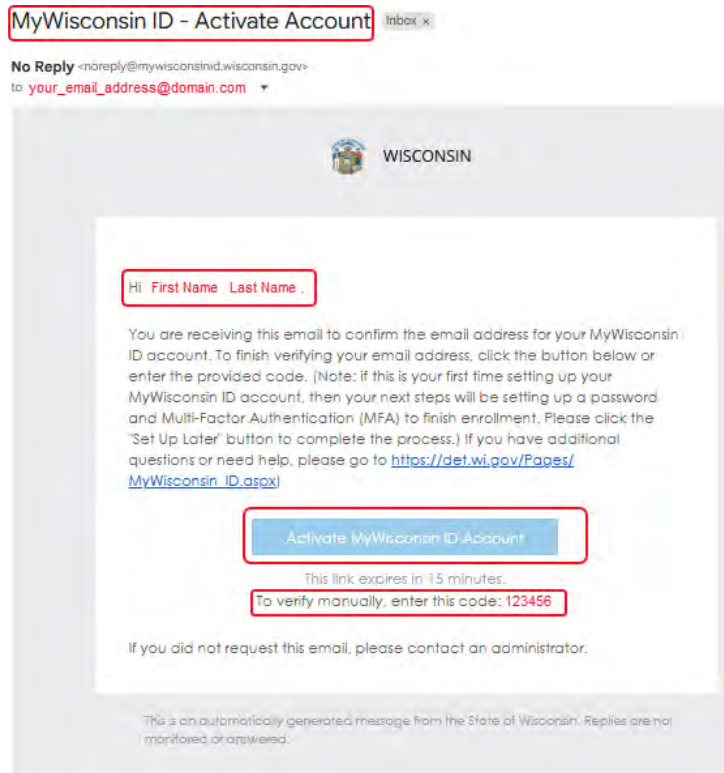 MyWisconsin ID - Activate Account Inbox x
No Reply <noreply@mywisconsinid.wisconsin.gov>
to your_email_address@domain.com
WISCONSIN
Hi First Name Last Name ,
You are receiving this email to confirm the email address for your MyWisconsin
ID account. To finish verifying your email address, click the button below or
enter the provided code. (Note: if this is your first time setting up your
MyWisconsin ID account, then your next steps will be setting up a password
and Multi-Factor Authentication (MFA) to finish enrollment. Please click the
"Set Up Later" button to complete the process.) If you have additional
questions or need help, please go to https://det.wi.gov/Pages/
MyWisconsin_ID.aspx)
Activate MyWisconsin ID Account
This link expires in 15 minutes.
To verify manually, enter this code: 123456
If you did not request this email, please contact an administrator.
This is an automatically generated message from the State of Wisconsin. Replies are not
monitored or answered.